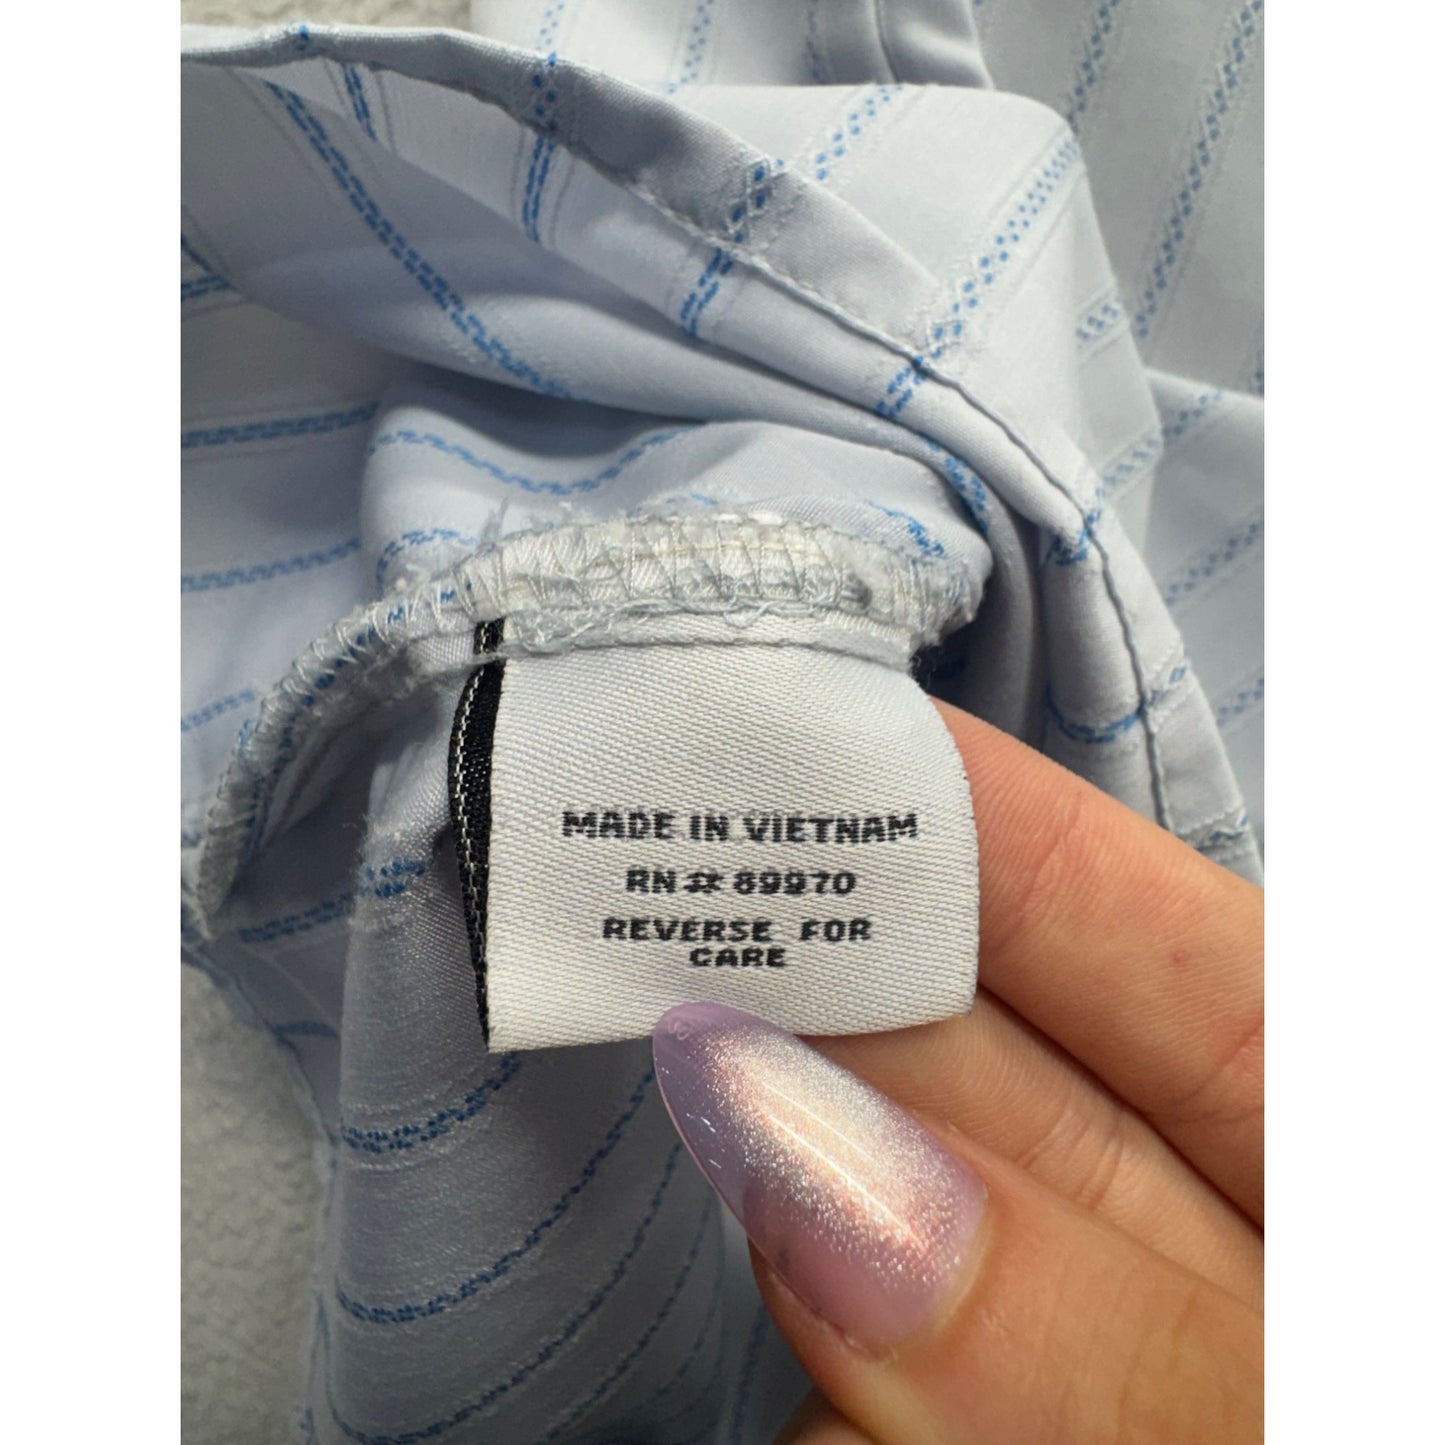 MADE IN VIETNAM
RN# 89970
REVERSE FOR
CARE